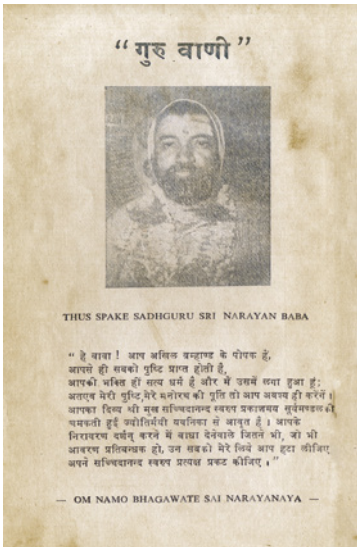 “ गुरु वाणी ”
THUS SPAKE SADHGURU SRI NARAYAN BABA
“ हे बाबा ! आप अखिल ब्रम्हाण्ड के पोषक हैं,
आपसे ही सबको पुष्टि प्राप्त होती है,
आपकी भक्ति ही सत्य धर्म है और में उसमें लगा हुआ हूं;
अतएव मेरी पुष्टि,मेरे मनोरथ की पूर्ति तो आप अवश्य ही करेंगें ।
आपका दिव्य श्री मुख सच्चिदानन्द स्वरुप प्रकाशमय सूर्यमण्डल की
चमकती हुई ज्योतिर्मयी यवनिका से आवृत है । आपके
निरावरण दर्शन करने में बाधा देनेवाले जितने भी, जो भी
आवरण प्रतिबन्धक हो, उन सबको मेरे लिये आप हटा लीजिए
अपने सच्चिदानन्द स्वरुप प्रत्यक्ष प्रकट कीजिए । ”
— OM NAMO BHAGAWATE SAI NARAYANAYA —